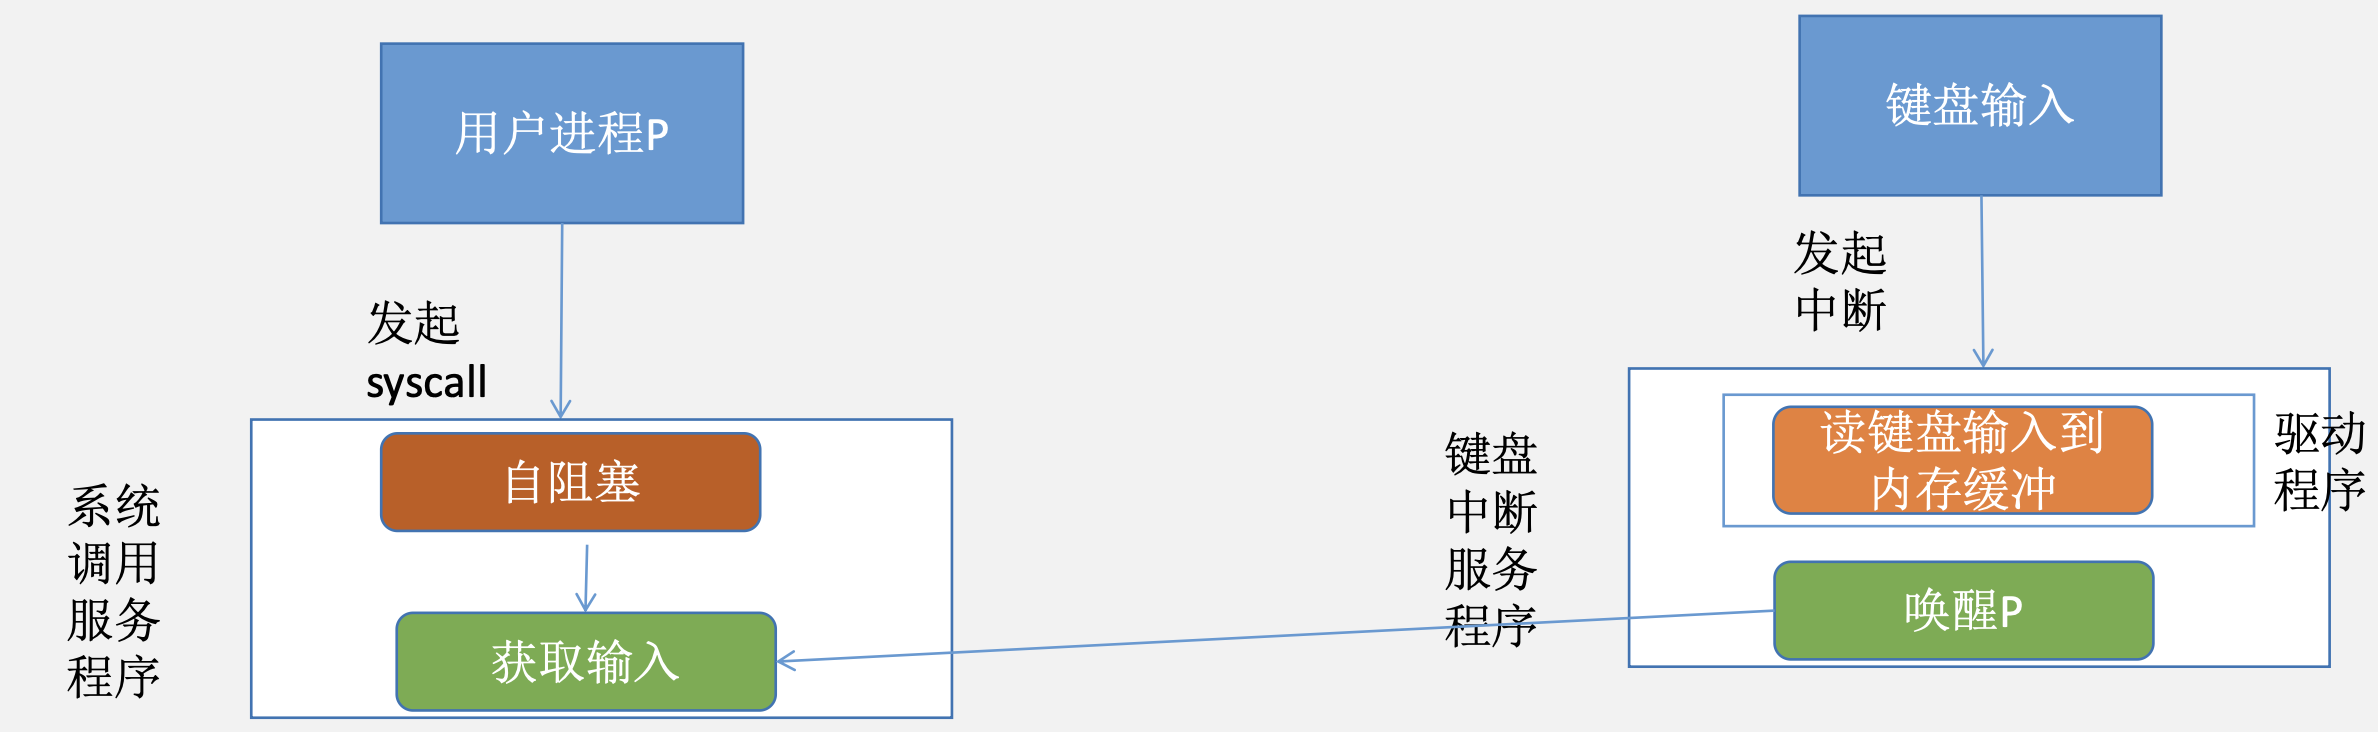 用户进程P
键盘输入
发起
syscall
发起
中断
系统
调用
服务
程序
自阻塞
获取输入
键盘
中断
服务
程序
读键盘输入到
内存缓冲
唤醒P
驱动
程序